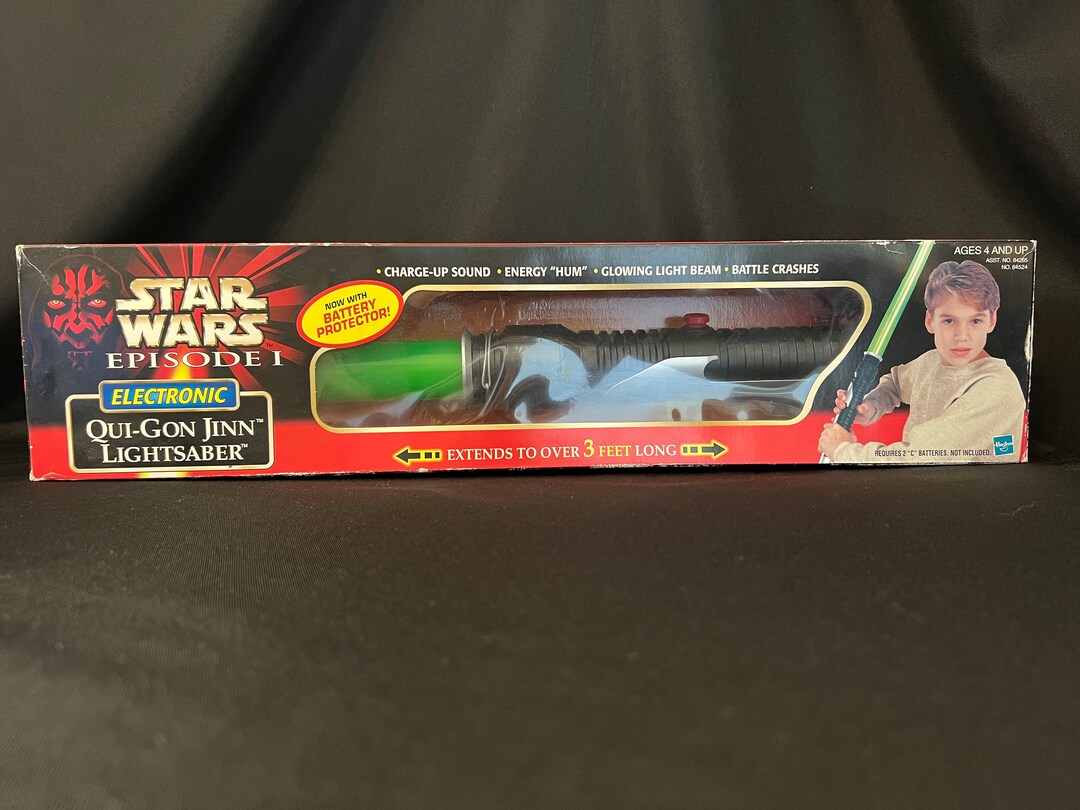 STAR
WARS™
EPISODE I
ELECTRONIC
QUI-GON JINN™
LIGHTSABER™
NOW WITH
BATTERY
PROTECTOR!
• CHARGE-UP SOUND • ENERGY "HUM" • GLOWING LIGHT BEAM • BATTLE CRASHES
EXTENDS TO OVER 3 FEET LONG
AGES 4 AND UP
ASST. NO. 84265
NO. 84524
REQUIRES 2 "C" BATTERIES. NOT INCLUDED.
Hasbro